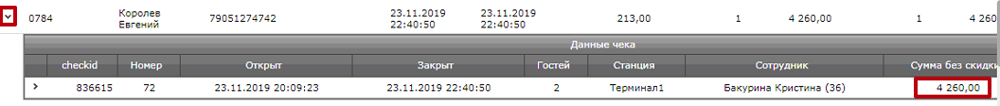 0784 Королев Евгений 79051274742 23.11.2019 22:40:50 23.11.2019 22:40:50 213,00 1 4 260,00 1 4 260
Данные чека
checkid Номер Открыт Закрыт Гостей Станция Сотрудник Сумма без скидки
836615 72 23.11.2019 20:09:23 23.11.2019 22:40:50 2 Терминал1 Бакурина Кристина (36) 4 260,00